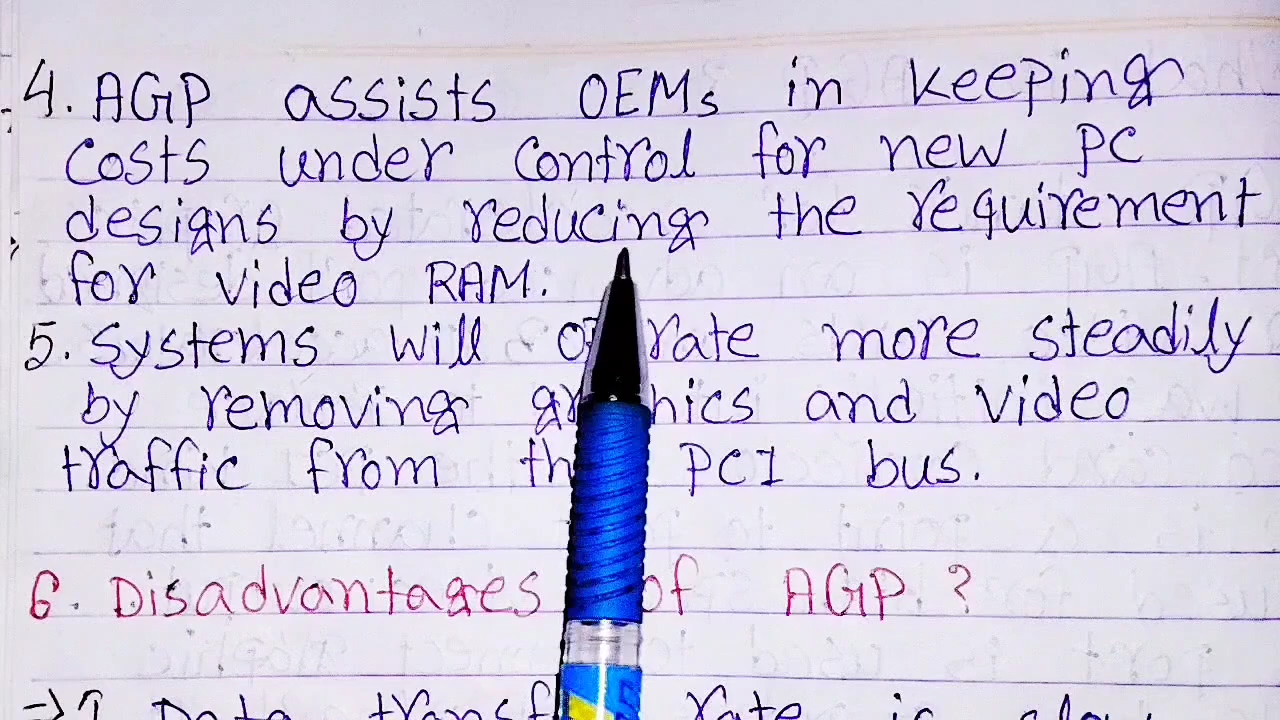 4. AGP assists OEMs in keeping
costs under control for new PC
designs by reducing the requirement
for video RAM.
5. Systems will rate more steadily
by removing and video
traffic from PCI bus.
6. Disadvantages of AGP ?
→1 Data rate is